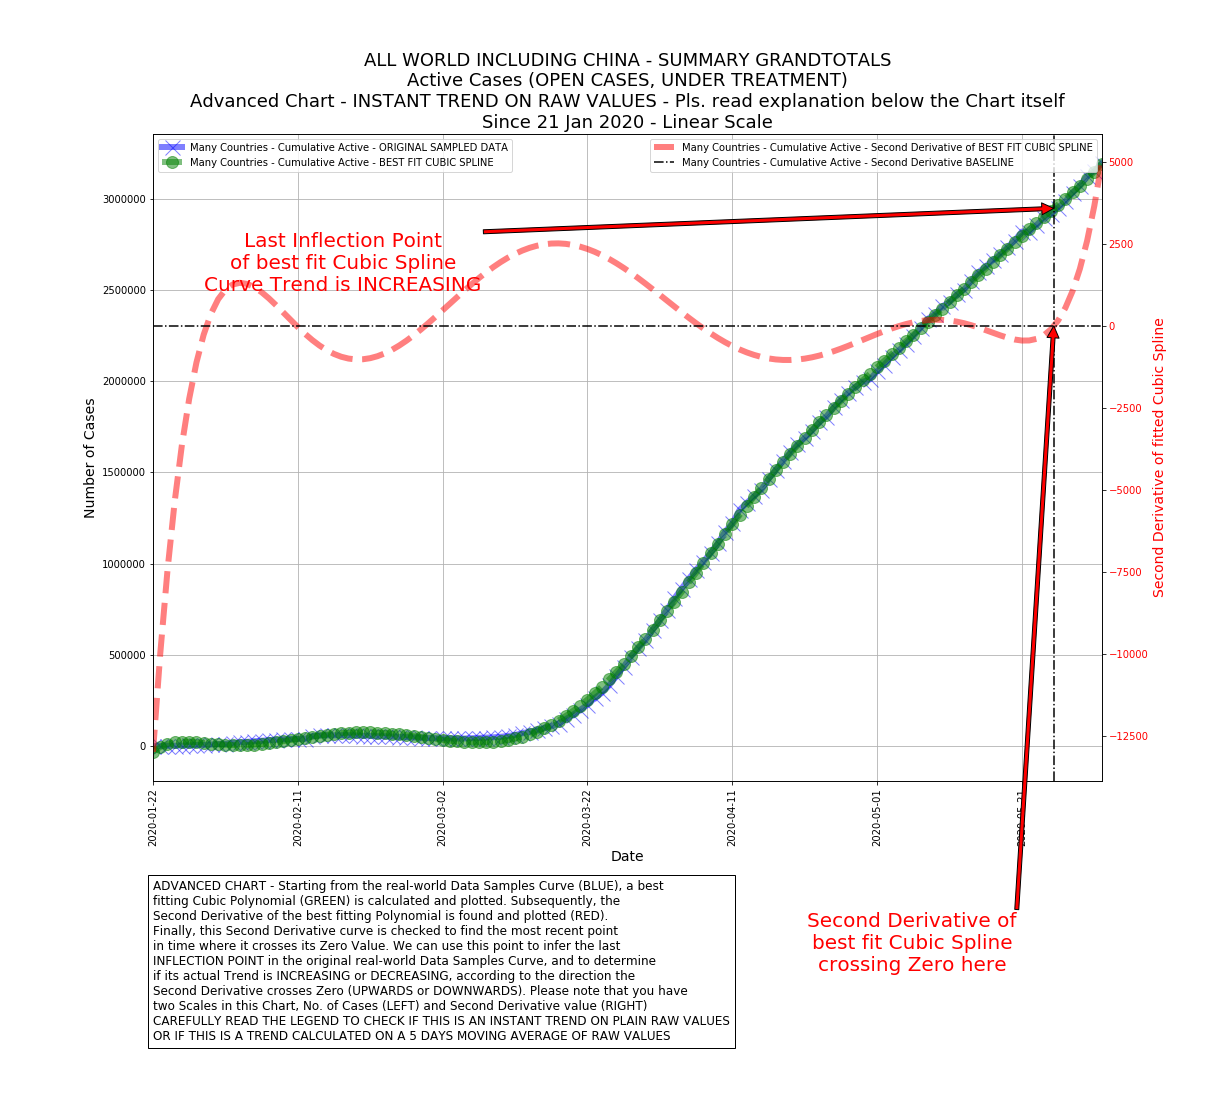 ALL WORLD INCLUDING CHINA - SUMMARY GRANDTOTALS
Active Cases (OPEN CASES, UNDER TREATMENT)
Advanced Chart - INSTANT TREND ON RAW VALUES - Pls. read explanation below the Chart itself
Since 21 Jan 2020 - Linear Scale
Many Countries - Cumulative Active - ORIGINAL SAMPLED DATA
Many Countries - Cumulative Active - BEST FIT CUBIC SPLINE
Many Countries - Cumulative Active - Second Derivative of BEST FIT CUBIC SPLINE
Many Countries - Cumulative Active - Second Derivative BASELINE
Last Inflection Point
of best fit Cubic Spline
Curve Trend is INCREASING
Number of Cases
3000000
2500000
2000000
1500000
1000000
500000
0
5000
2500
0
−2500
−5000
−7500
−10000
−12500
Second Derivative of fitted Cubic Spline
2020-01-22
2020-02-11
2020-03-02
2020-03-22
2020-04-11
2020-05-01
2020-05-21
Date
ADVANCED CHART - Starting from the real-world Data Samples Curve (BLUE), a best
fitting Cubic Polynomial (GREEN) is calculated and plotted. Subsequently, the
Second Derivative of the best fitting Polynomial is found and plotted (RED).
Finally, this Second Derivative curve is checked to find the most recent point
in time where it crosses its Zero Value. We can use this point to infer the last
INFLECTION POINT in the original real-world Data Samples Curve, and to determine
if its actual Trend is INCREASING or DECREASING, according to the direction the
Second Derivative crosses Zero (UPWARDS or DOWNWARDS). Please note that you have
two Scales in this Chart, No. of Cases (LEFT) and Second Derivative value (RIGHT)
CAREFULLY READ THE LEGEND TO CHECK IF THIS IS AN INSTANT TREND ON PLAIN RAW VALUES
OR IF THIS IS A TREND CALCULATED ON A 5 DAYS MOVING AVERAGE OF RAW VALUES
Second Derivative of
best fit Cubic Spline
crossing Zero here